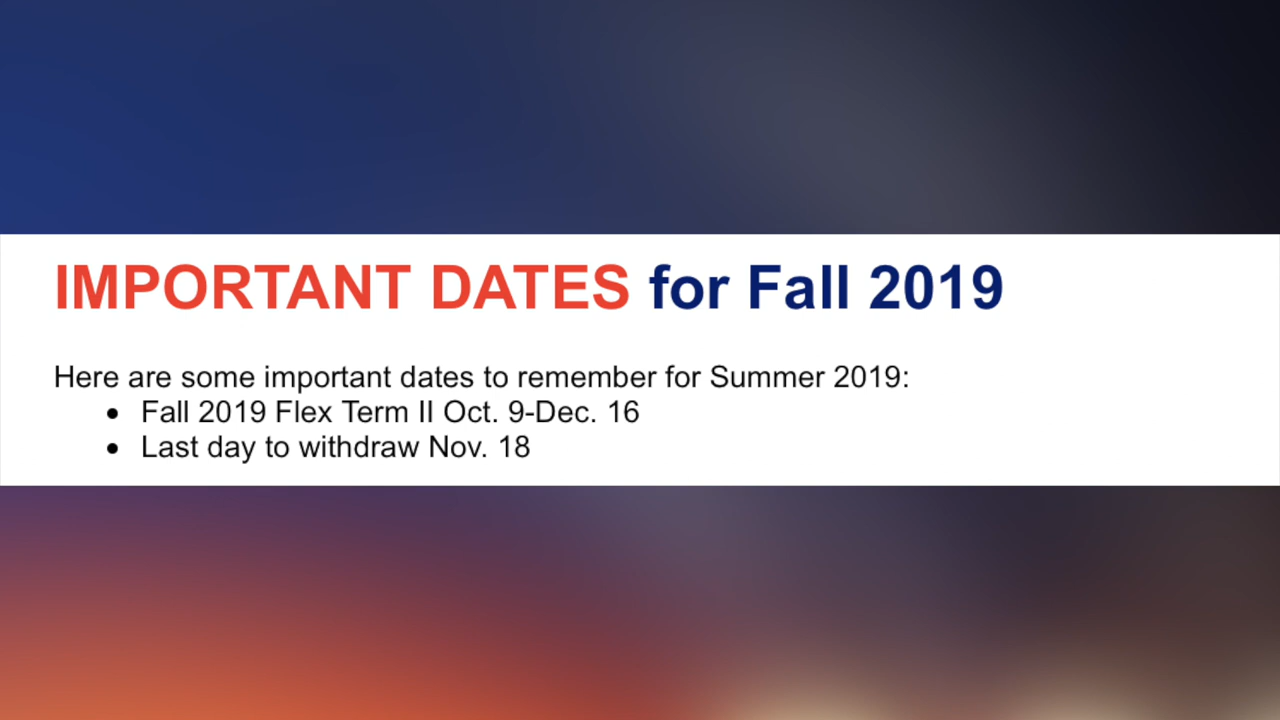 IMPORTANT DATES for Fall 2019
Here are some important dates to remember for Summer 2019:
• Fall 2019 Flex Term II Oct. 9-Dec. 16
• Last day to withdraw Nov. 18